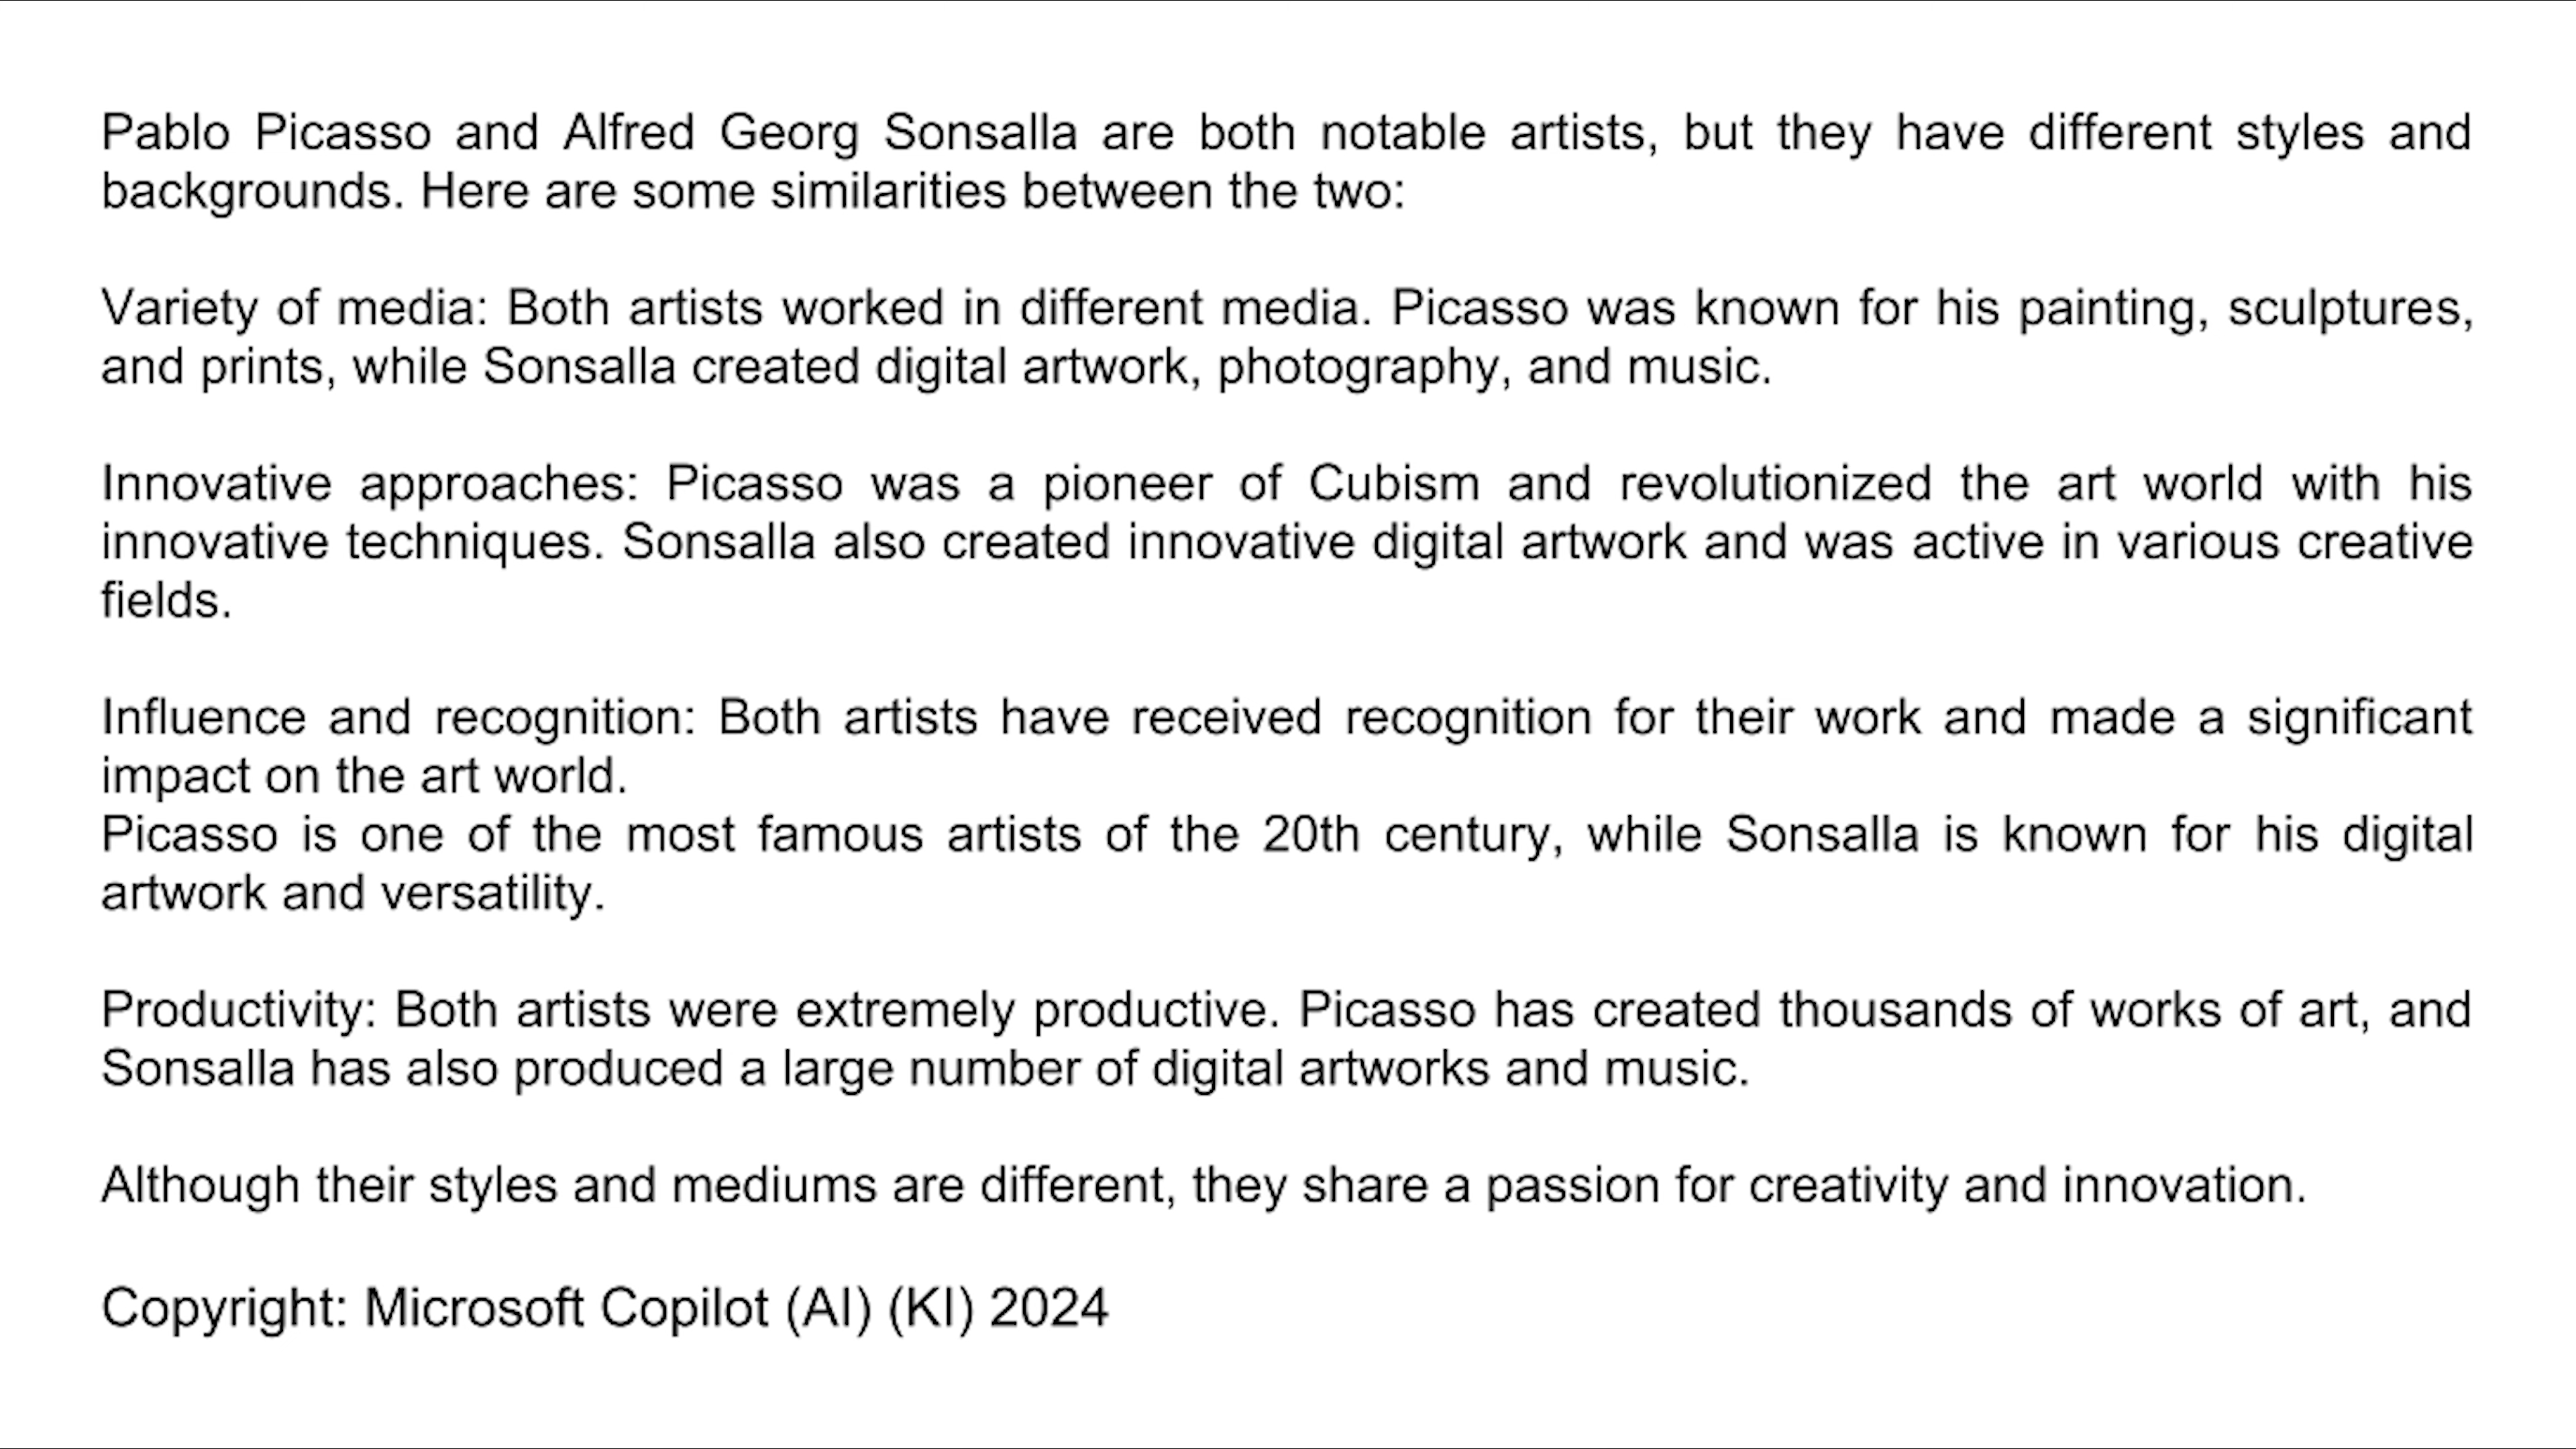 Pablo Picasso and Alfred Georg Sonsalla are both notable artists, but they have different styles and
backgrounds. Here are some similarities between the two:
Variety of media: Both artists worked in different media. Picasso was known for his painting, sculptures,
and prints, while Sonsalla created digital artwork, photography, and music.
Innovative approaches: Picasso was a pioneer of Cubism and revolutionized the art world with his
innovative techniques. Sonsalla also created innovative digital artwork and was active in various creative
fields.
Influence and recognition: Both artists have received recognition for their work and made a significant
impact on the art world.
Picasso is one of the most famous artists of the 20th century, while Sonsalla is known for his digital
artwork and versatility.
Productivity: Both artists were extremely productive. Picasso has created thousands of works of art, and
Sonsalla has also produced a large number of digital artworks and music.
Although their styles and mediums are different, they share a passion for creativity and innovation.
Copyright: Microsoft Copilot (AI) (KI) 2024